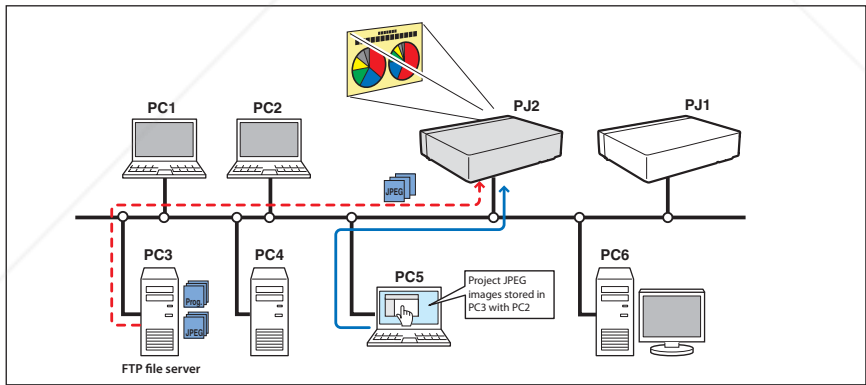 PJ2
PJ1
PC1
PC2
JPEG
PC3
PC4
PC5
PC6
Prog.
JPEG
Project JPEG
images stored in
PC3 with PC2
FTP file server